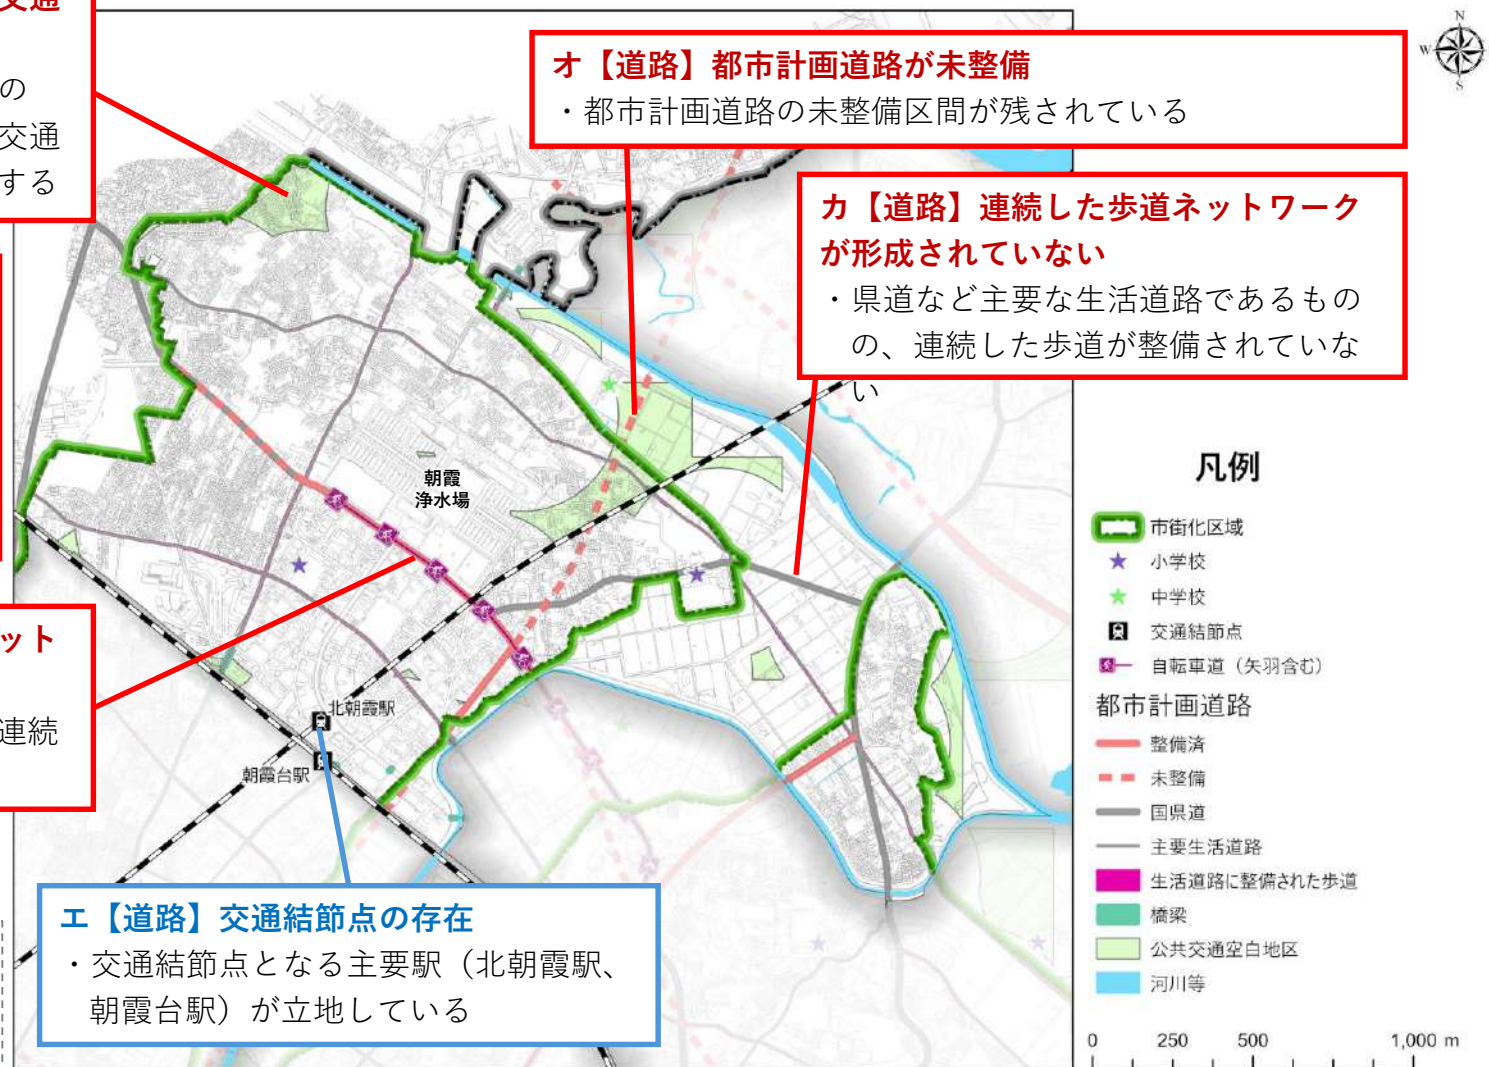 交通
の
交通
する
ット
連続
オ【道路】都市計画道路が未整備
・都市計画道路の未整備区間が残されている
カ【道路】連続した歩道ネットワーク
が形成されていない
・県道など主要な生活道路であるもの
の、連続した歩道が整備されていな
い
朝霞
浄水場
北朝霞駅
朝霞台駅
エ【道路】交通結節点の存在
・交通結節点となる主要駅（北朝霞駅、
朝霞台駅）が立地している
N
W
S
凡例
市街化区域
小学校
中学校
交通結節点
自転車道（矢羽含む）
都市計画道路
整備済
未整備
国県道
主要生活道路
生活道路に整備された歩道
橋梁
公共交通空白地区
河川等
0 250 500 1,000 m